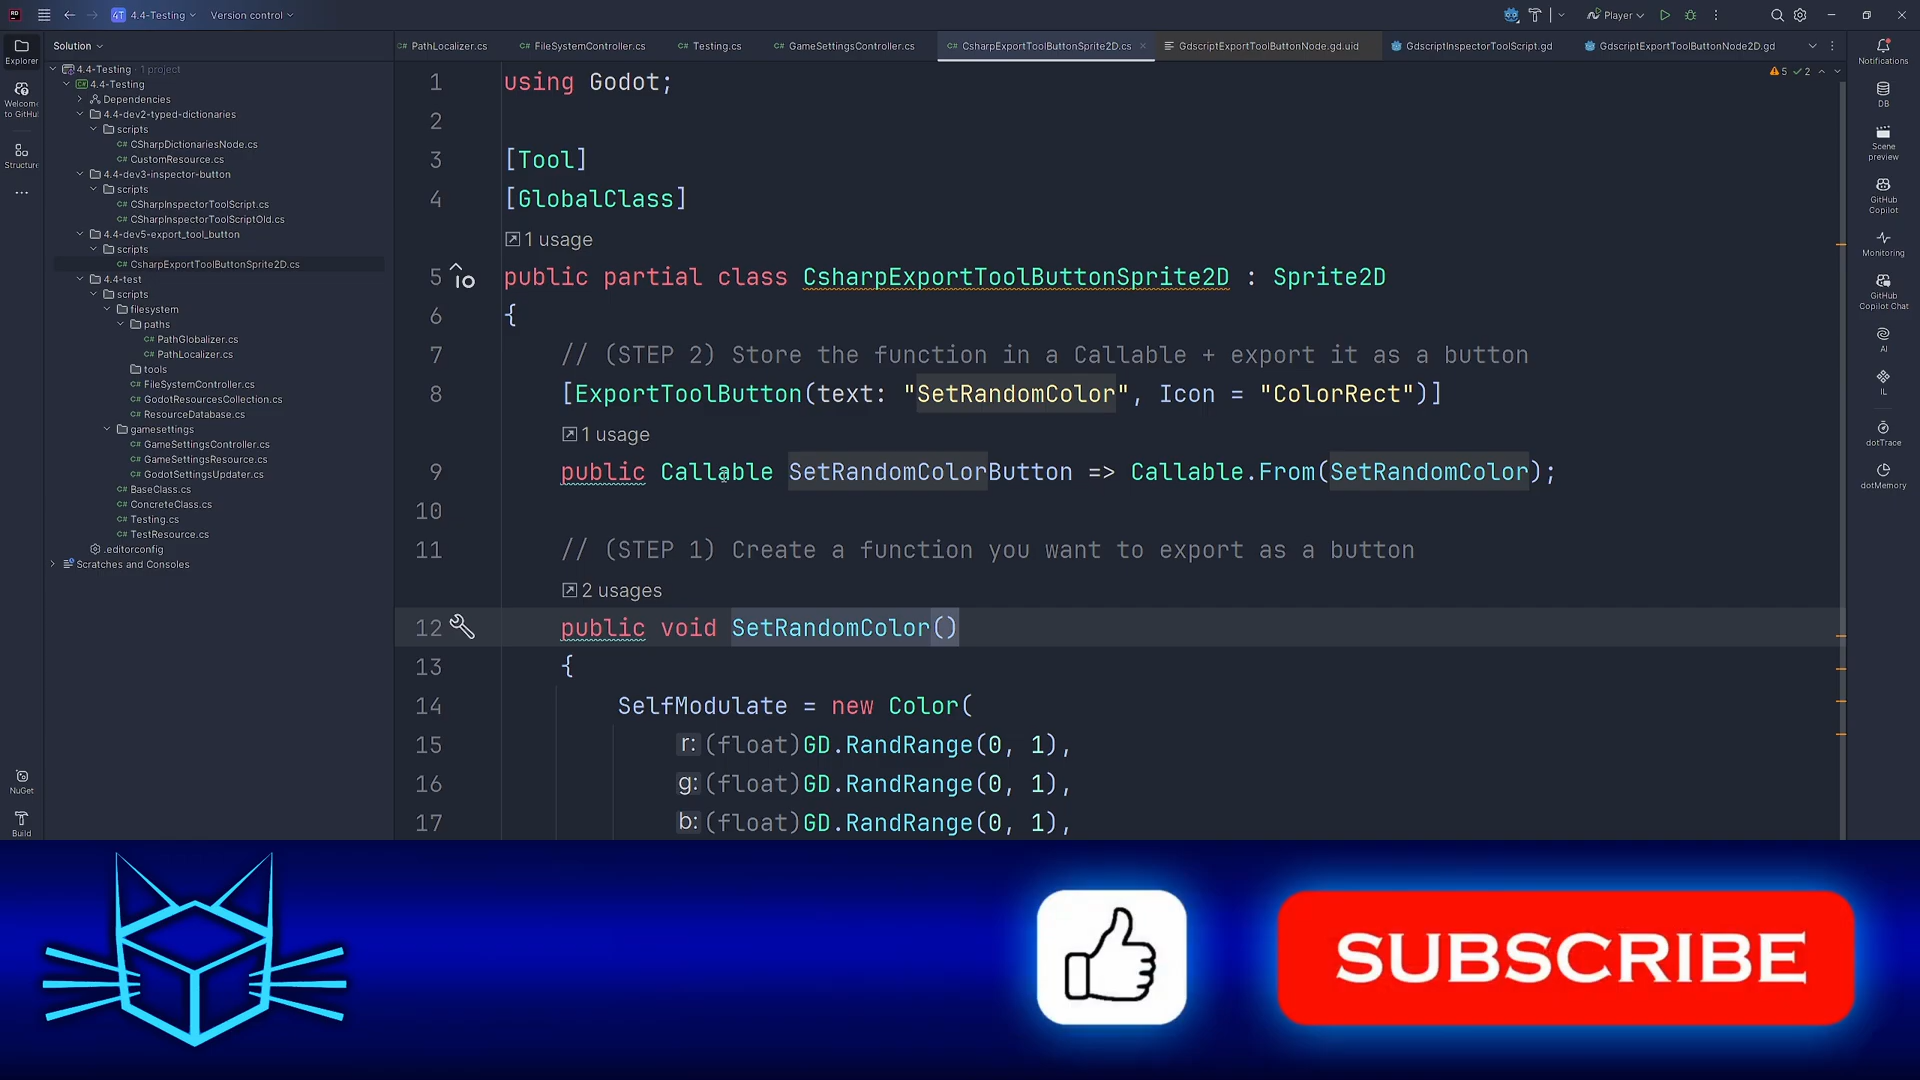 4T 4.4-Testing
Version control
Player
Explorer
Welcome to GitHu
Structure
NuGet
Build
Solution
4.4-Testing · 1 project
4.4-Testing
Dependencies
4.4-dev2-typed-dictionaries
scripts
C# CSharpDictionariesNode.cs
C# CustomResource.cs
4.4-dev3-inspector-button
scripts
C# CSharpInspectorToolScript.cs
C# CSharpInspectorToolScriptOld.cs
4.4-dev5-export_tool_button
scripts
C# CsharpExportToolButtonSprite2D.cs
4.4-test
scripts
filesystem
paths
C# PathGlobalizer.cs
C# PathLocalizer.cs
tools
C# FileSystemController.cs
C# GodotResourcesCollection.cs
C# ResourceDatabase.cs
gamesettings
C# GameSettingsController.cs
C# GameSettingsResource.cs
C# GodotSettingsUpdater.cs
C# BaseClass.cs
C# ConcreteClass.cs
C# Testing.cs
C# TestResource.cs
.editorconfig
Scratches and Consoles
C# PathLocalizer.cs
C# FileSystemController.cs
C# Testing.cs
C# GameSettingsController.cs
C# CsharpExportToolButtonSprite2D.cs
GdscriptExportToolButtonNode.gd.uid
GdscriptInspectorToolScript.gd
GdscriptExportToolButtonNode2D.gd
5 2
1 using Godot;
2
3 [Tool]
4 [GlobalClass]
1 usage
5 public partial class CsharpExportToolButtonSprite2D : Sprite2D
6 {
7 // (STEP 2) Store the function in a Callable + export it as a button
8 [ExportToolButton(text: "SetRandomColor", Icon = "ColorRect")]
1 usage
9 public Callable SetRandomColorButton => Callable.From(SetRandomColor);
10
11 // (STEP 1) Create a function you want to export as a button
2 usages
12 public void SetRandomColor()
13 {
14 SelfModulate = new Color(
15 r: (float)GD.RandRange(0, 1),
16 g: (float)GD.RandRange(0, 1),
17 b: (float)GD.RandRange(0, 1),
Notifications
DB
Scene preview
GitHub Copilot
Monitoring
GitHub Copilot Chat
AI
IL
dotTrace
dotMemory
SUBSCRIBE